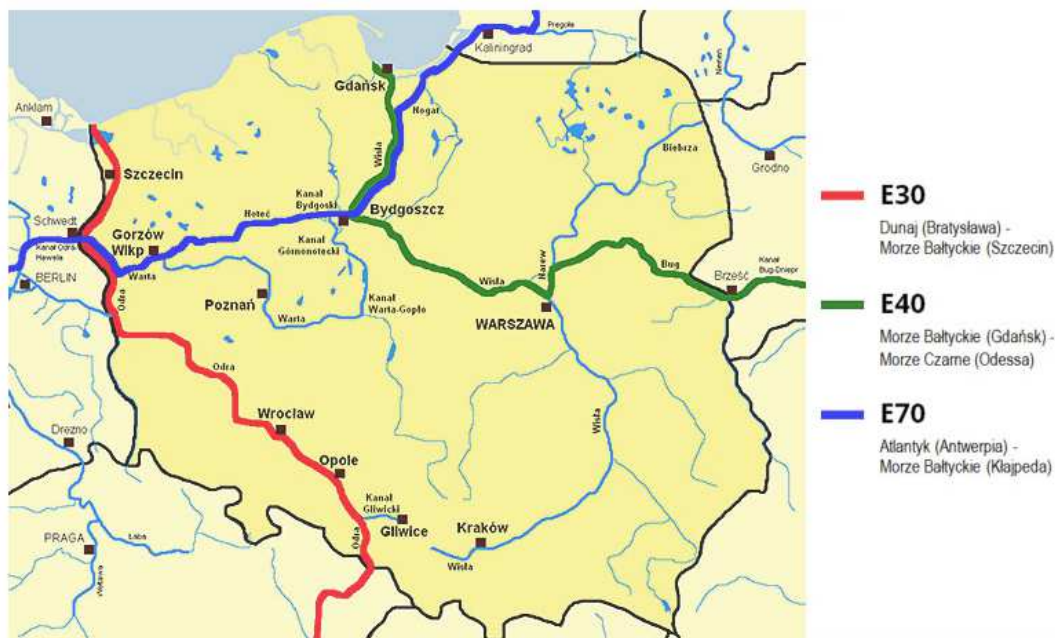 Pregoła
Kaliningrad
Niemen
Gdańsk
Anklam
Nogat
Wisła
Biebrza
Grodno
Szczecin
Kanał
Bydgoski
Bydgoszcz
Schwedt
Gorzów
Wlkp
Noteć
Kanał
Górnonotecki
Kanał Odra-
Hawela
Warta
Narew
Bug
Kanał
Bug-Dniepr
BERLIN
Odra
Poznań
Wisła
Brześć
Kanał
Warta-Gopło
Warta
WARSZAWA
Odra
Wrocław
Wisła
Drezno
Opole
Kanał
Gliwicki
Gliwice
Kraków
Odra
PRAGA
Łaba
Wisła
Wełtawa
E30
Dunaj (Bratysława) -
Morze Bałtyckie (Szczecin)
E40
Morze Bałtyckie (Gdańsk) -
Morze Czarne (Odessa)
E70
Atlantyk (Antwerpia) -
Morze Bałtyckie (Kłajpeda)